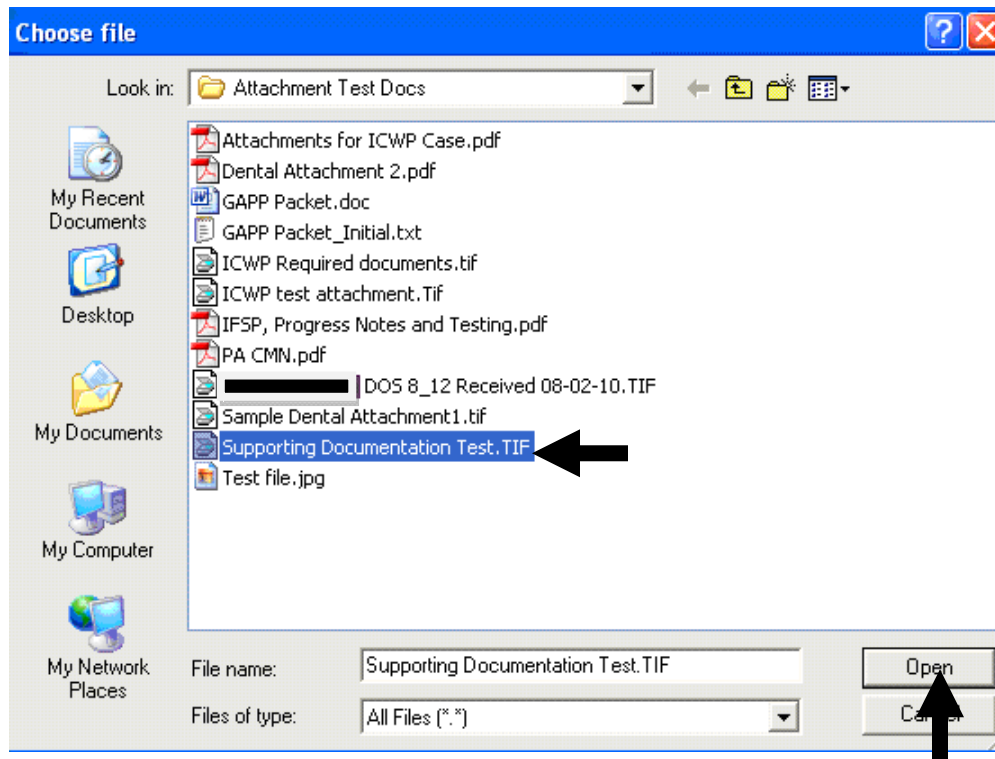 Choose file
Look in:
Attachment Test Docs
My Recent
Documents
Desktop
My Documents
My Computer
My Network
Places
Attachments for ICWP Case.pdf
Dental Attachment 2.pdf
GAPP Packet.doc
GAPP Packet_Initial.txt
ICWP Required documents.tif
ICWP test attachment.Tif
IFSP, Progress Notes and Testing.pdf
PA CMN.pdf
DOS 8_12 Received 08-02-10.TIF
Sample Dental Attachment1.tif
Supporting Documentation Test.TIF
Test file.jpg
File name:
Supporting Documentation Test.TIF
Open
Files of type:
All Files (*.*)